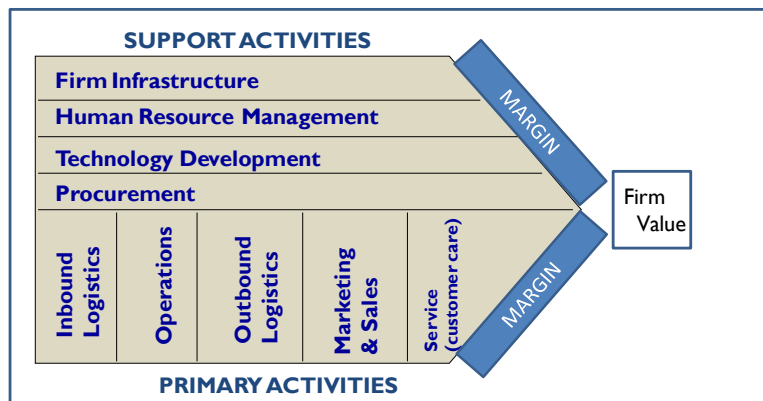 SUPPORT ACTIVITIES
Firm Infrastructure
Human Resource Management
Technology Development
Procurement
MARGIN
Firm
Value
Inbound
Logistics
Operations
Outbound
Logistics
Marketing
& Sales
Service
(customer care)
MARGIN
PRIMARY ACTIVITIES